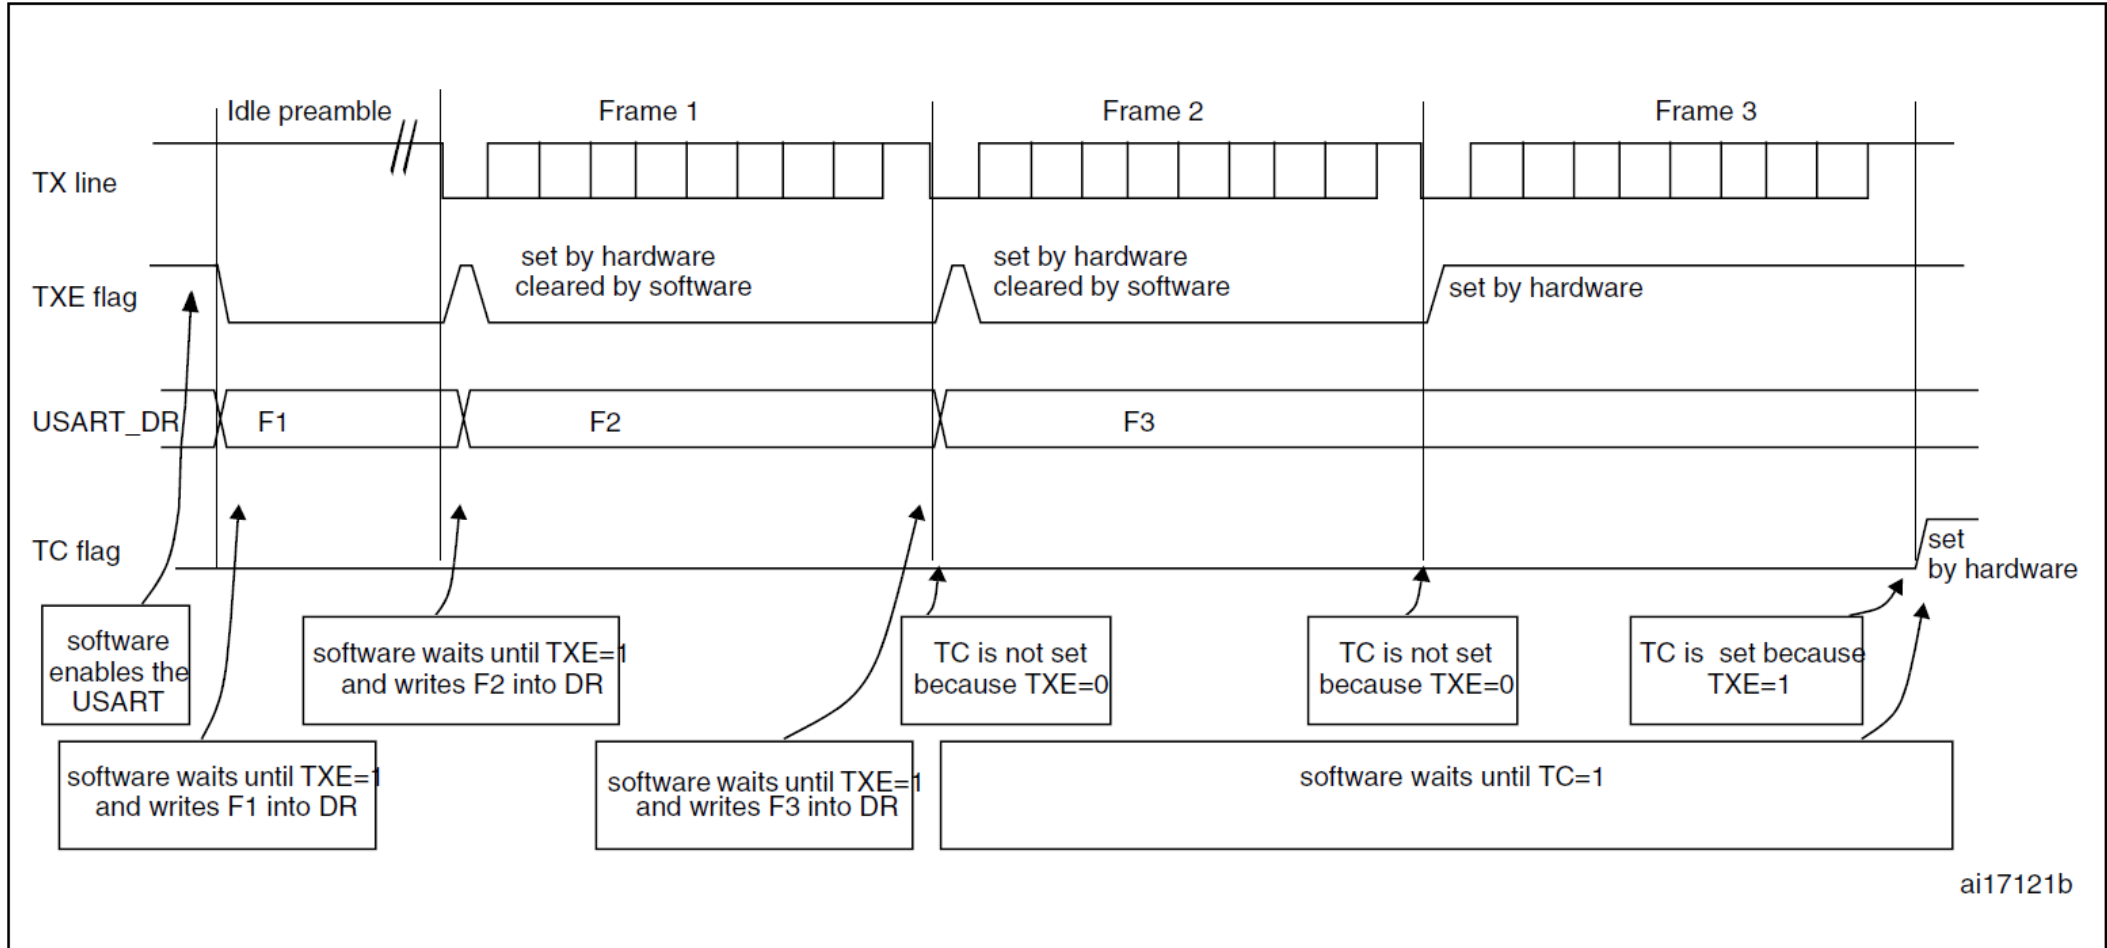 Idle preamble
Frame 1
Frame 2
Frame 3
TX line
set by hardware
cleared by software
set by hardware
cleared by software
TXE flag
set by hardware
USART_DR
F1
F2
F3
TC flag
set
by hardware
software
enables the
USART
software waits until TXE=1
and writes F2 into DR
TC is not set
because TXE=0
TC is not set
because TXE=0
TC is set because
TXE=1
software waits until TXE=1
and writes F1 into DR
software waits until TXE=1
and writes F3 into DR
software waits until TC=1
ai17121b